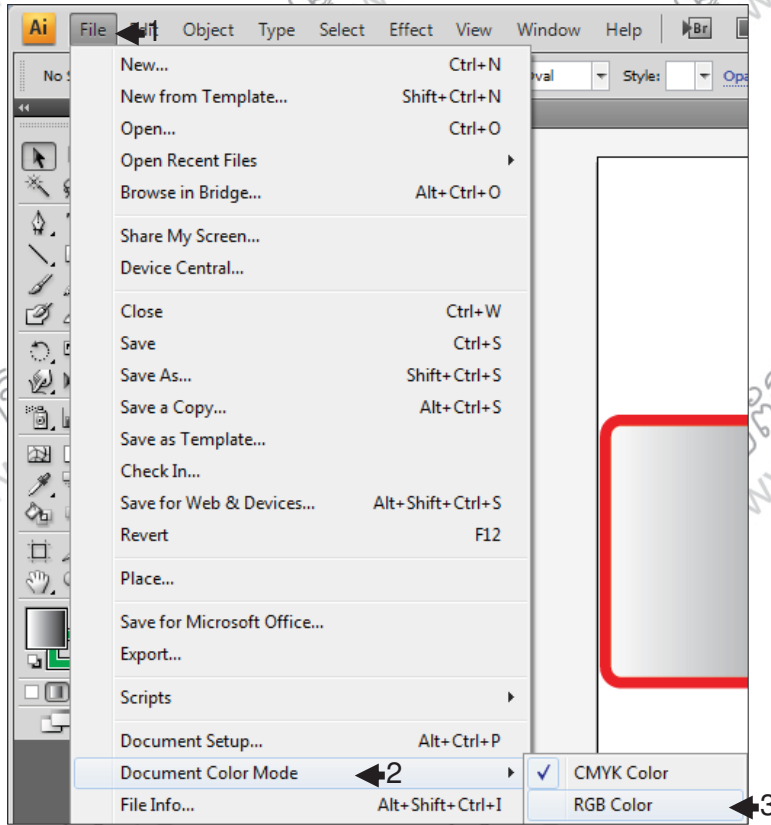 Ai File Edit Object Type Select Effect View Window Help Br
1
Oval Style: Opa
New... Ctrl+N
New from Template... Shift+Ctrl+N
Open... Ctrl+O
Open Recent Files
Browse in Bridge... Alt+Ctrl+O
Share My Screen...
Device Central...
Close Ctrl+W
Save Ctrl+S
Save As... Shift+Ctrl+S
Save a Copy... Alt+Ctrl+S
Save as Template...
Check In...
Save for Web & Devices... Alt+Shift+Ctrl+S
Revert F12
Place...
Save for Microsoft Office...
Export...
Scripts
Document Setup... Alt+Ctrl+P
Document Color Mode 2 CMYK Color
File Info... Alt+Shift+Ctrl+I RGB Color 3